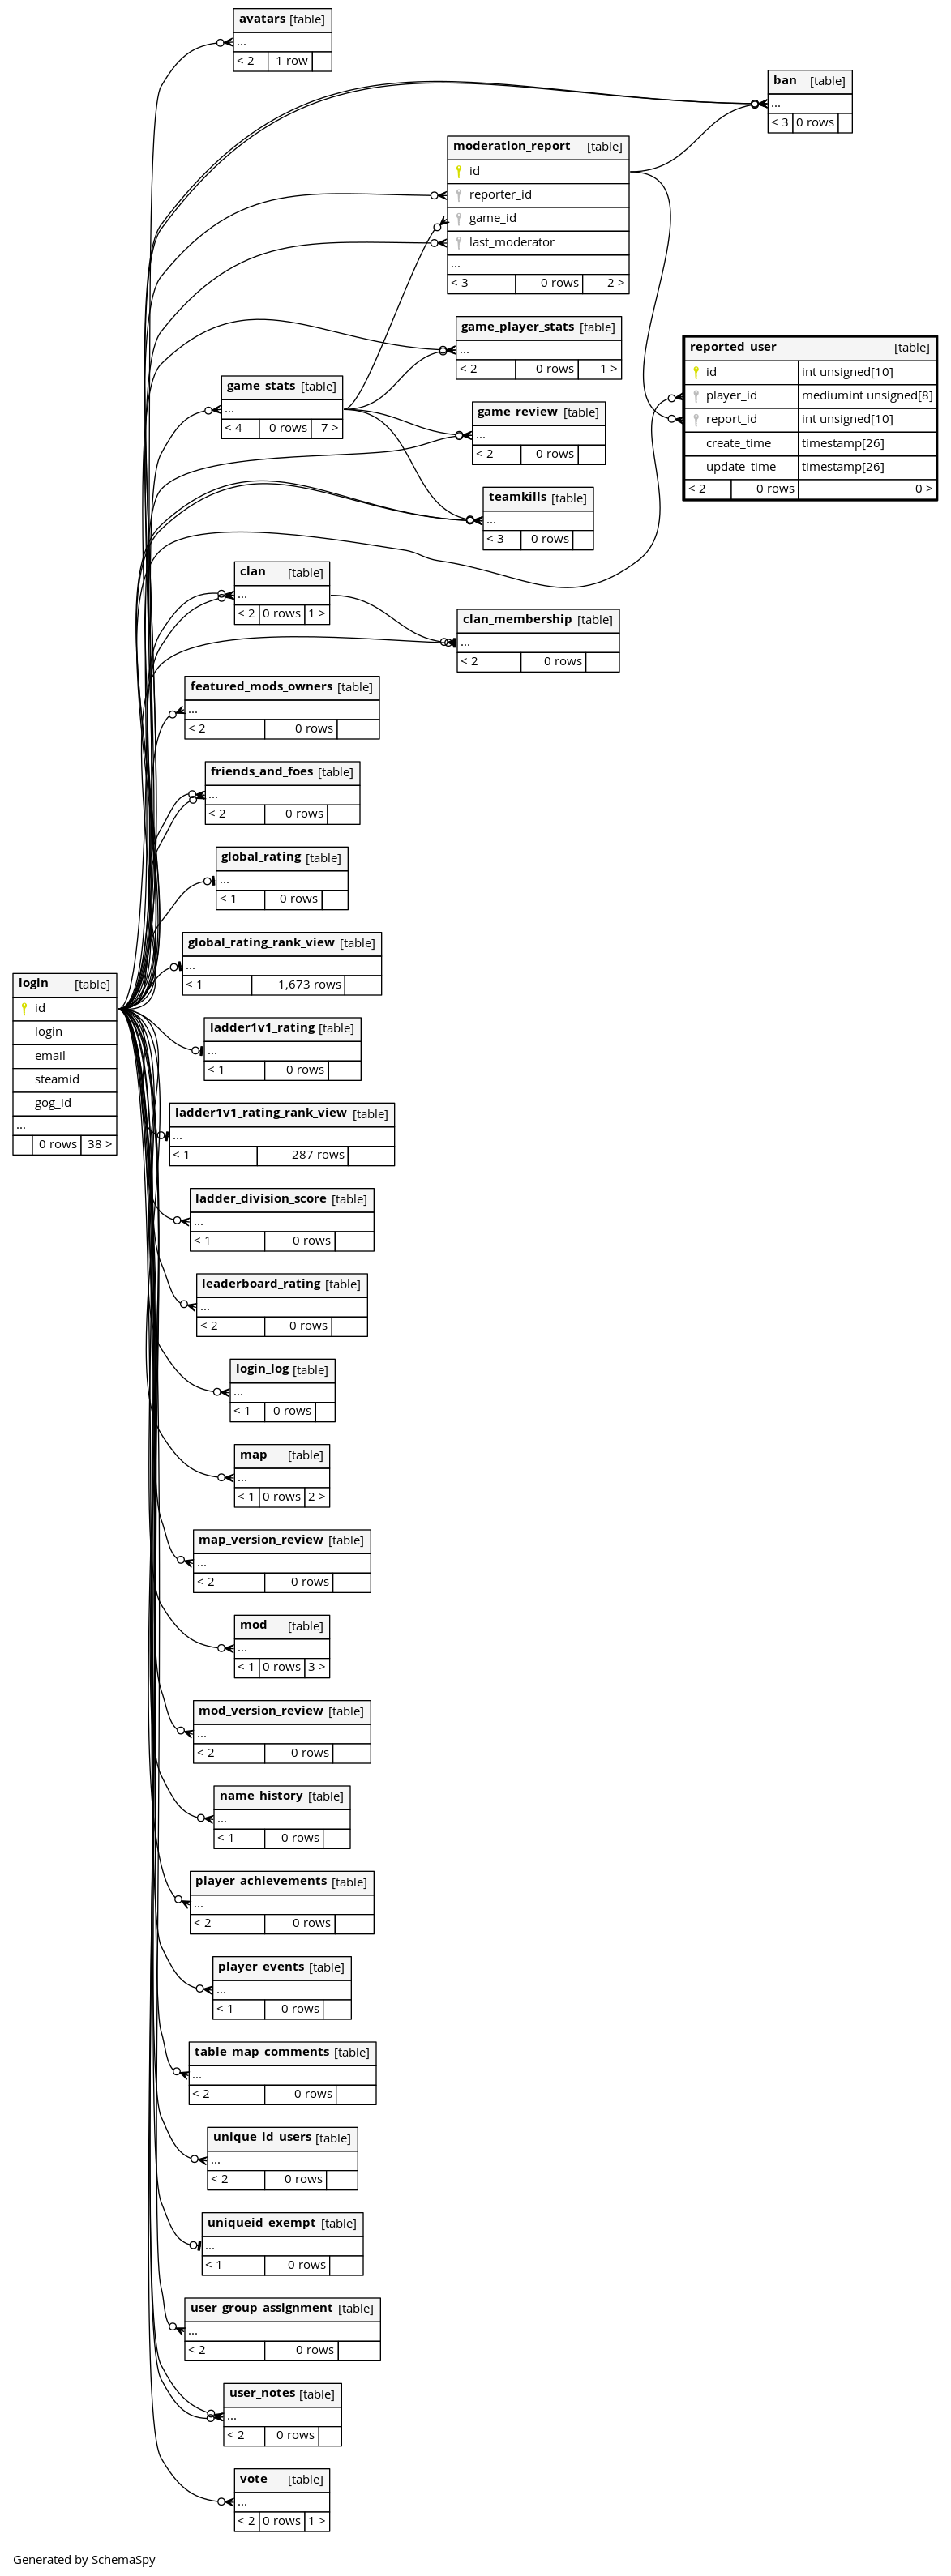 avatars [table]
...
< 2 1 row
ban [table]
...
< 3 0 rows
moderation_report [table]
id
reporter_id
game_id
last_moderator
...
< 3 0 rows 2 >
game_player_stats [table]
...
< 2 0 rows 1 >
reported_user [table]
id int unsigned[10]
player_id mediumint unsigned[8]
report_id int unsigned[10]
create_time timestamp[26]
update_time timestamp[26]
< 2 0 rows 0 >
game_stats [table]
...
< 4 0 rows 7 >
game_review [table]
...
< 2 0 rows
teamkills [table]
...
< 3 0 rows
clan [table]
...
< 2 0 rows 1 >
clan_membership [table]
...
< 2 0 rows
featured_mods_owners [table]
...
< 2 0 rows
friends_and_foes [table]
...
< 2 0 rows
global_rating [table]
...
< 1 0 rows
global_rating_rank_view [table]
...
< 1 1,673 rows
login [table]
id
login
email
steamid
gog_id
...
0 rows 38 >
ladder1v1_rating [table]
...
< 1 0 rows
ladder1v1_rating_rank_view [table]
...
< 1 287 rows
ladder_division_score [table]
...
< 1 0 rows
leaderboard_rating [table]
...
< 2 0 rows
login_log [table]
...
< 1 0 rows
map [table]
...
< 1 0 rows 2 >
map_version_review [table]
...
< 2 0 rows
mod [table]
...
< 1 0 rows 3 >
mod_version_review [table]
...
< 2 0 rows
name_history [table]
...
< 1 0 rows
player_achievements [table]
...
< 2 0 rows
player_events [table]
...
< 1 0 rows
table_map_comments [table]
...
< 2 0 rows
unique_id_users [table]
...
< 2 0 rows
uniqueid_exempt [table]
...
< 1 0 rows
user_group_assignment [table]
...
< 2 0 rows
user_notes [table]
...
< 2 0 rows
vote [table]
...
< 2 0 rows 1 >
Generated by SchemaSpy